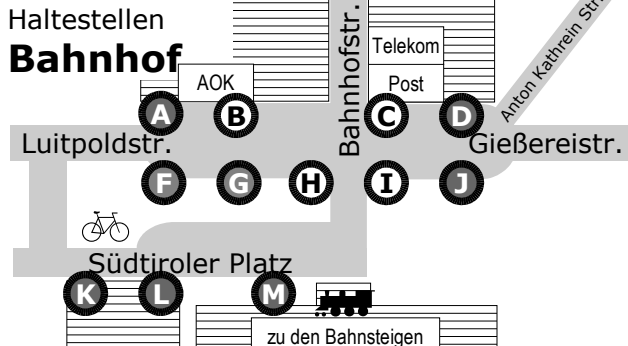 Haltestellen
Bahnhof
Bahnhofstr.
Telekom
Anton Kathrein Str
AOK
Post
A
B
C
D
Luitpoldstr.
Gießereistr.
F
G
H
I
J
Südtiroler Platz
K
L
M
zu den Bahnsteigen